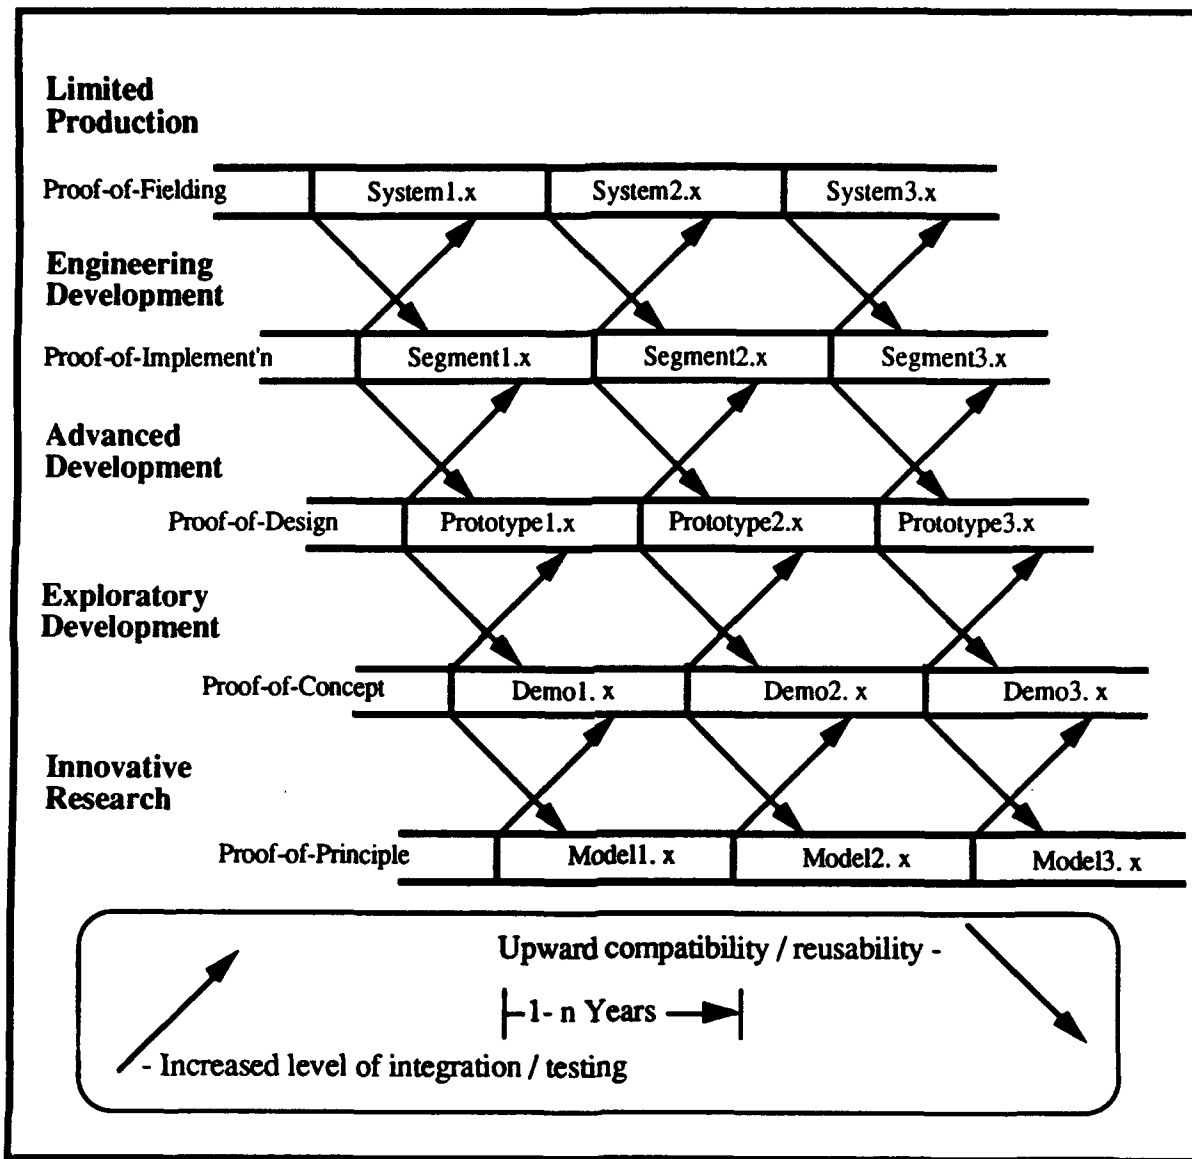 Limited
Production
Proof-of-Fielding
System1.x
System2.x
System3.x
Engineering
Development
Proof-of-Implement'n
Segment1.x
Segment2.x
Segment3.x
Advanced
Development
Proof-of-Design
Prototype1.x
Prototype2.x
Prototype3.x
Exploratory
Development
Proof-of-Concept
Demo1. x
Demo2. x
Demo3. x
Innovative
Research
Proof-of-Principle
Model1. x
Model2. x
Model3. x
Upward compatibility / reusability -
1- n Years
- Increased level of integration / testing